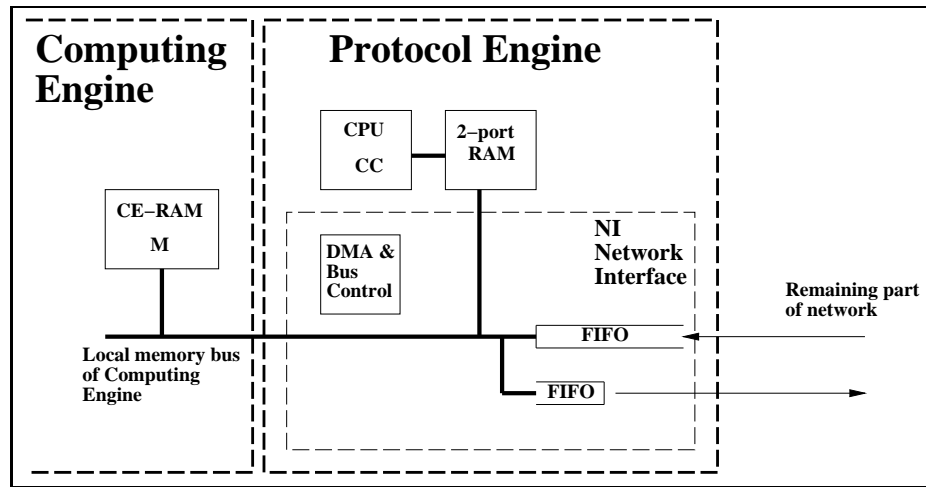 Computing
Engine
Protocol Engine
CPU
CC
2−port
RAM
CE−RAM
M
DMA &
Bus
Control
NI
Network
Interface
Remaining part
of network
FIFO
Local memory bus
of Computing
Engine
FIFO